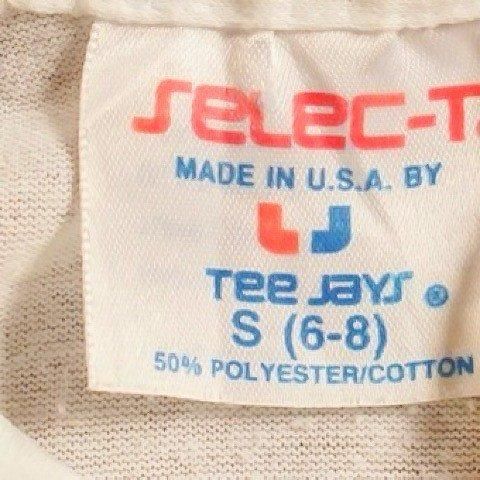 SELEC-T
MADE IN U.S.A. BY
TEE JAYS ®
S (6-8)
50% POLYESTER/COTTON